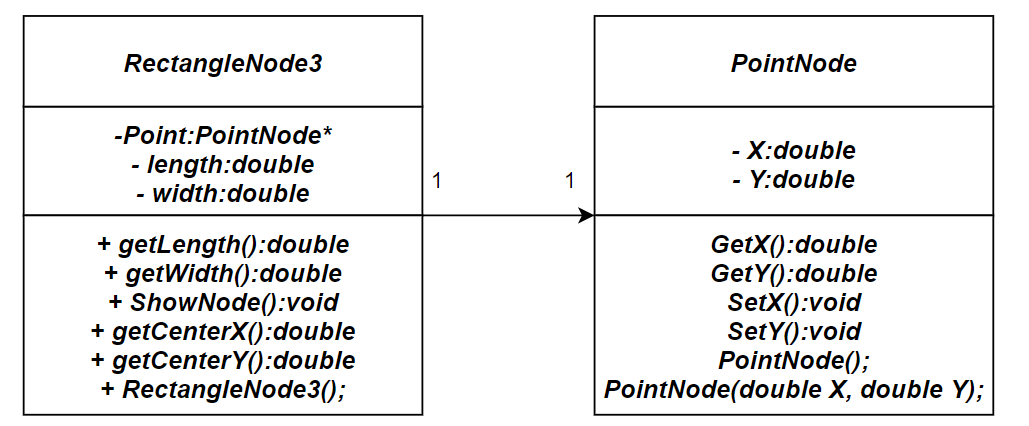 RectangleNode3
-Point:PointNode*
- length:double
- width:double
+ getLength():double
+ getWidth():double
+ ShowNode():void
+ getCenterX():double
+ getCenterY():double
+ RectangleNode3();
1
1
PointNode
- X:double
- Y:double
GetX():double
GetY():double
SetX():void
SetY():void
PointNode();
PointNode(double X, double Y);